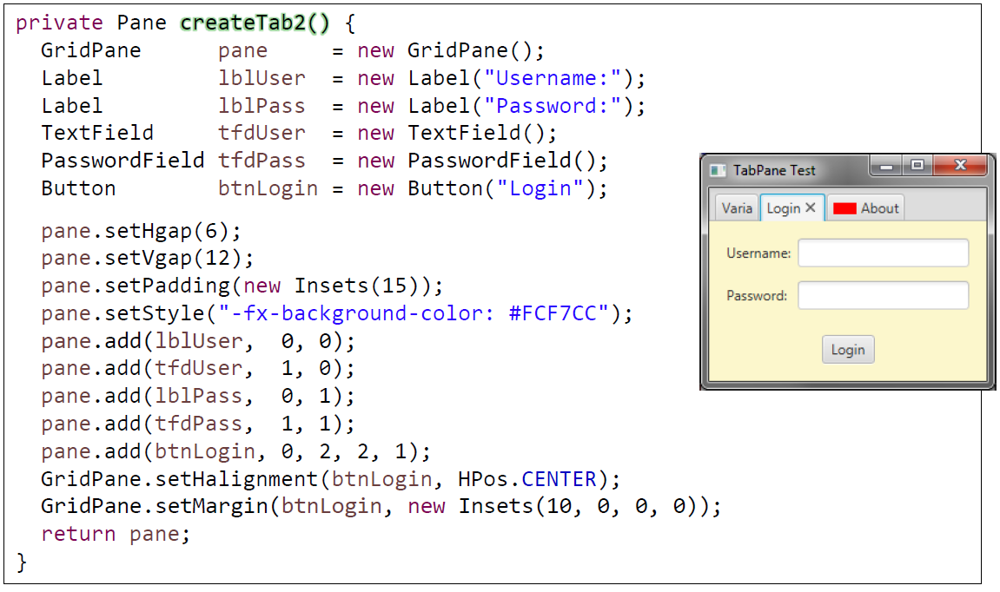 private Pane createTab2() {
  GridPane      pane     = new GridPane();
  Label         lblUser  = new Label("Username:");
  Label         lblPass  = new Label("Password:");
  TextField     tfdUser  = new TextField();
  PasswordField tfdPass  = new PasswordField();
  Button        btnLogin = new Button("Login");
  pane.setHgap(6);
  pane.setVgap(12);
  pane.setPadding(new Insets(15));
  pane.setStyle("-fx-background-color: #FCF7CC");
  pane.add(lblUser,  0, 0);
  pane.add(tfdUser,  1, 0);
  pane.add(lblPass,  0, 1);
  pane.add(tfdPass,  1, 1);
  pane.add(btnLogin, 0, 2, 2, 1);
  GridPane.setHalignment(btnLogin, HPos.CENTER);
  GridPane.setMargin(btnLogin, new Insets(10, 0, 0, 0));
  return pane;
}
TabPane Test
Varia Login About
Username:
Password:
Login